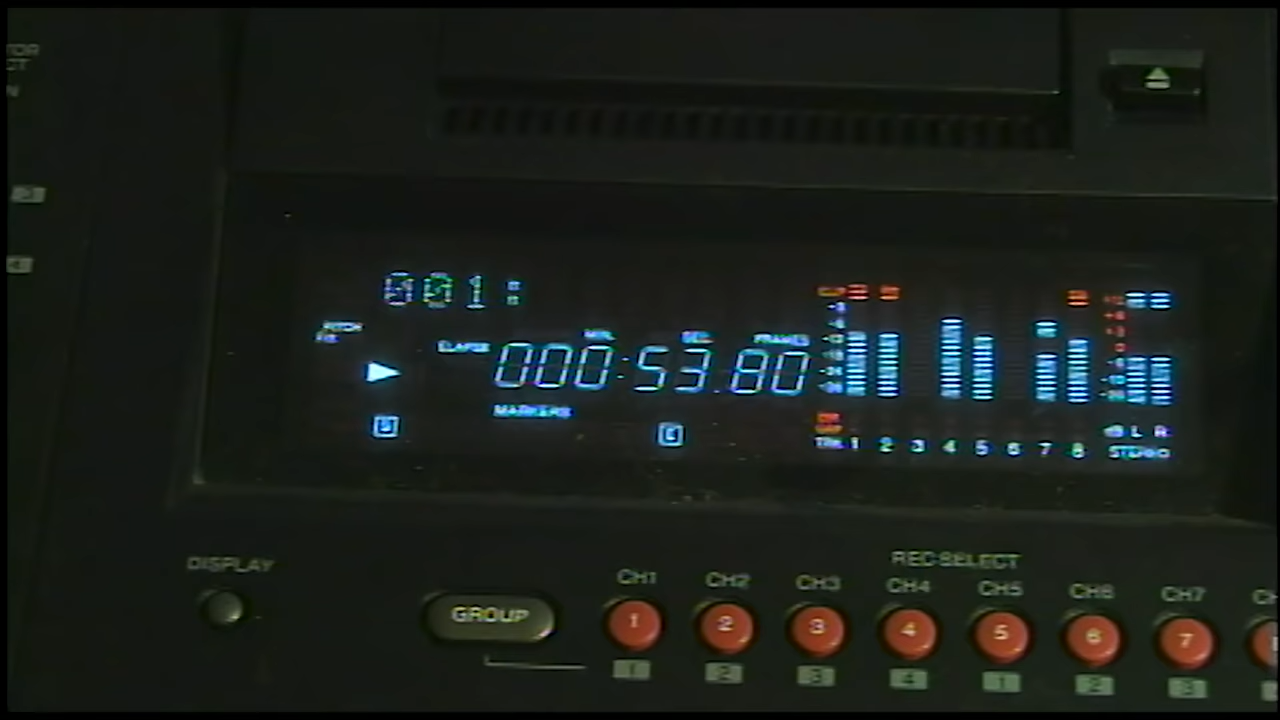 001:
PITCH
FIX
MIN. SEC. FRAMES
ELAPSE 000:53.80
MARKERS
S
E
TRK 1 2 3 4 5 6 7 8
dB L R
STEREO
DISPLAY
REC SELECT
CH1 CH2 CH3 CH4 CH5 CH6 CH7
GROUP
1 2 3 4 5 6 7
1 2 3 4 1 2 3